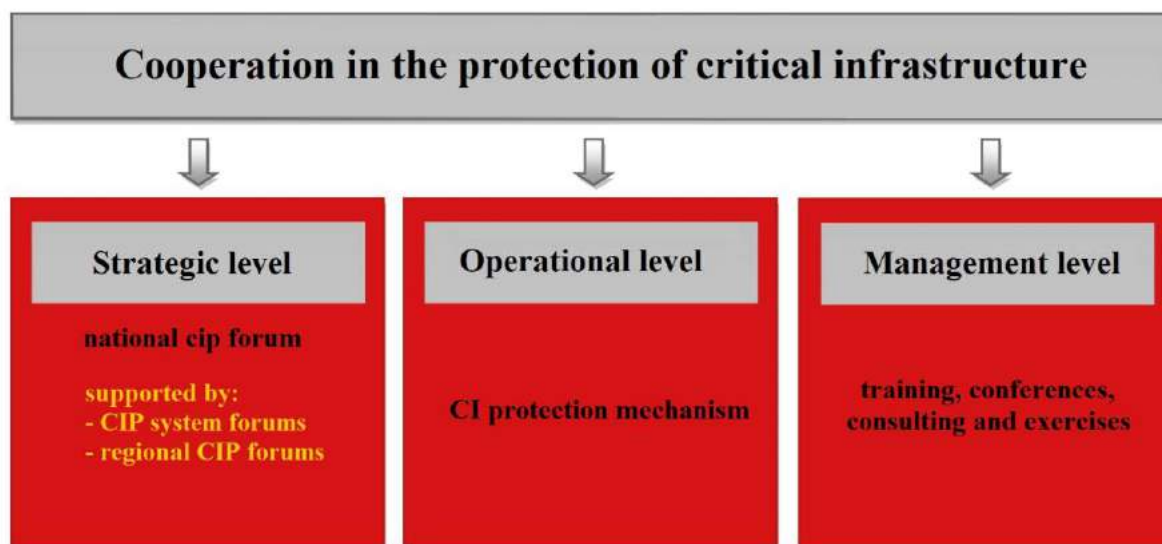 Cooperation in the protection of critical infrastructure
Strategic level
national cip forum
supported by:
- CIP system forums
- regional CIP forums
Operational level
CI protection mechanism
Management level
training, conferences,
consulting and exercises